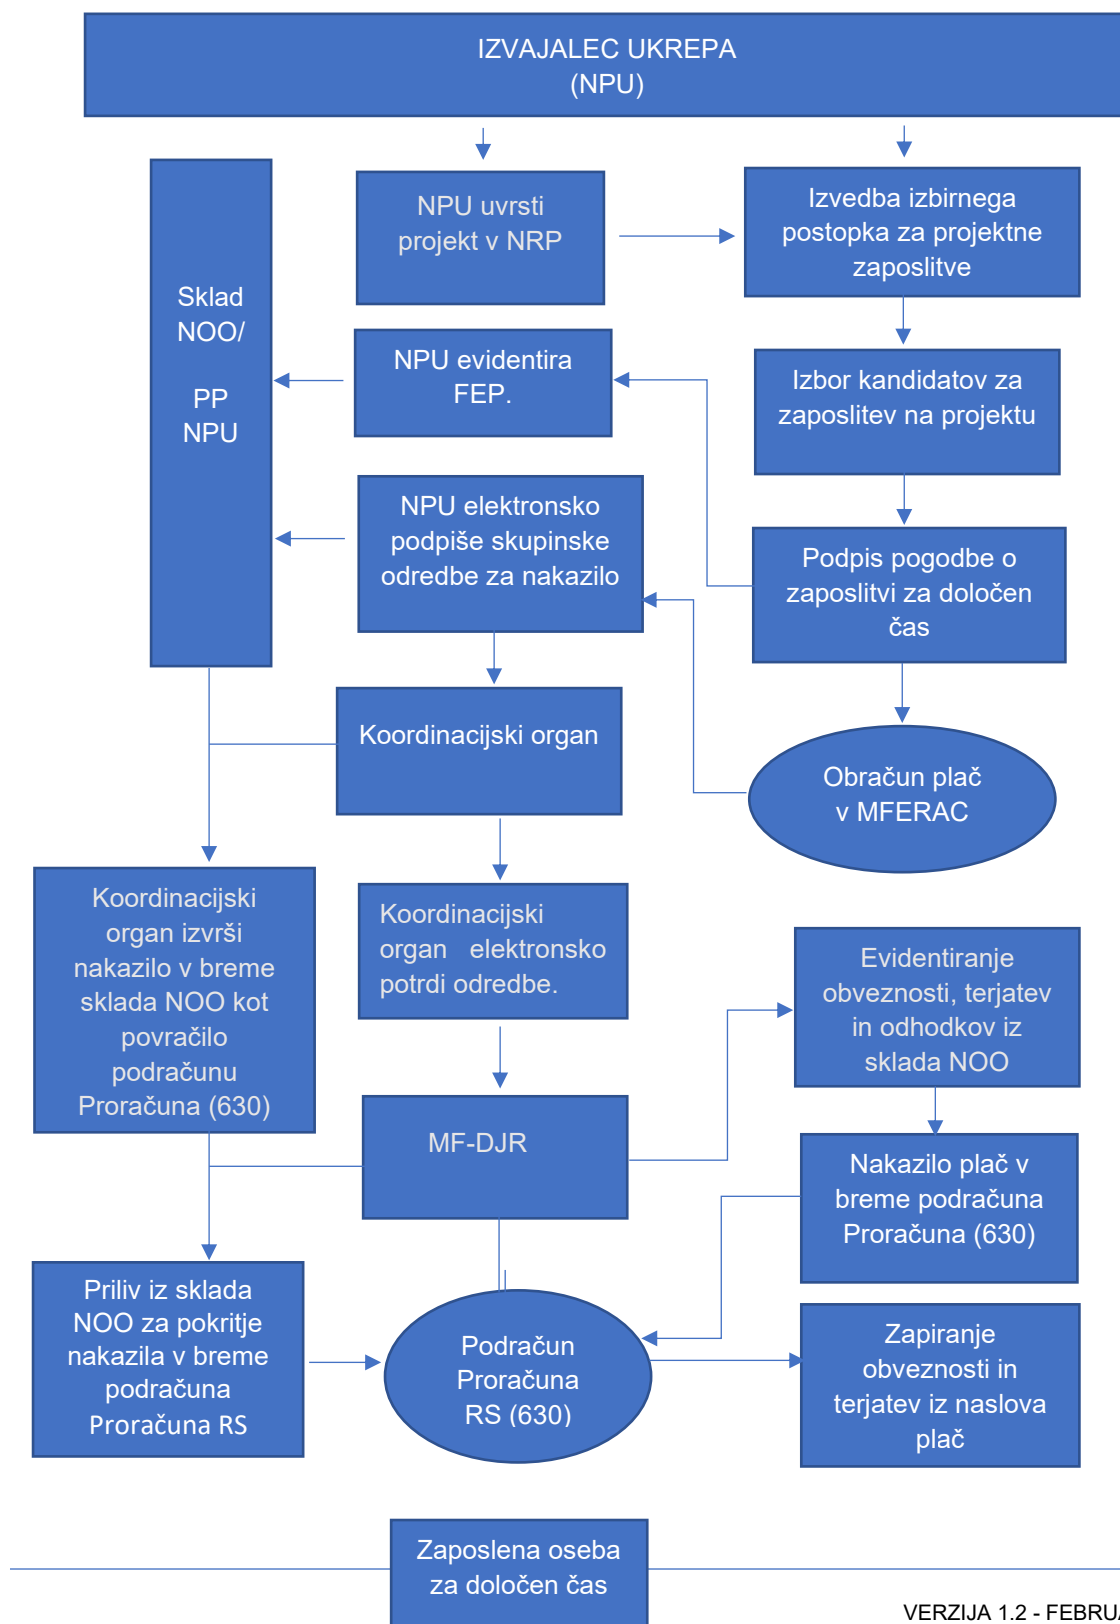 IZVAJALEC UKREPA
(NPU)
NPU uvrsti
projekt v NRP
Izvedba izbirnega
postopka za projektne
zaposlitve
Sklad
NOO/
PP
NPU
NPU evidentira
FEP.
Izbor kandidatov za
zaposlitev na projektu
NPU elektronsko
podpiše skupinske
odredbe za nakazilo
Podpis pogodbe o
zaposlitvi za določen
čas
Koordinacijski organ
Obračun plač
v MFERAC
Koordinacijski
organ izvrši
nakazilo v breme
sklada NOO kot
povračilo
podračunu
Proračuna (630)
Koordinacijski
organ elektronsko
potrdi odredbe.
Evidentiranje
obveznosti, terjatev
in odhodkov iz
sklada NOO
MF-DJR
Nakazilo plač v
breme podračuna
Proračuna (630)
Priliv iz sklada
NOO za pokritje
nakazila v breme
podračuna
Proračuna RS
Podračun
Proračuna
RS (630)
Zapiranje
obveznosti in
terjatev iz naslova
plač
Zaposlena oseba
za določen čas
VERZIJA 1.2 -